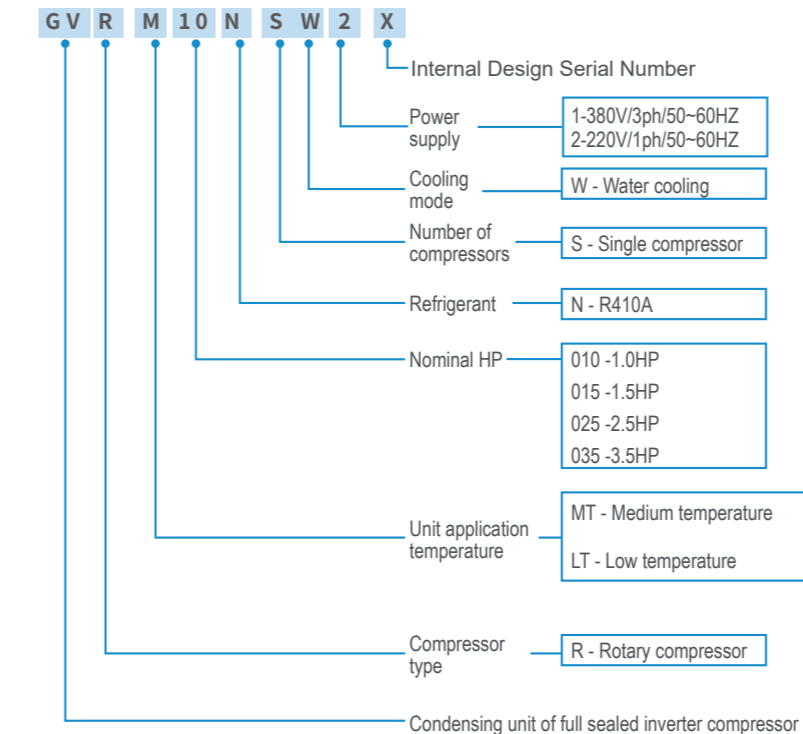 GV R M 10 N S W 2 X
Internal Design Serial Number
Power
supply
1-380V/3ph/50~60HZ
2-220V/1ph/50~60HZ
Cooling
mode
W - Water cooling
Number of
compressors
S - Single compressor
Refrigerant
N - R410A
Nominal HP
010 -1.0HP
015 -1.5HP
025 -2.5HP
035 -3.5HP
Unit application
temperature
MT - Medium temperature
LT - Low temperature
Compressor
type
R - Rotary compressor
Condensing unit of full sealed inverter compressor